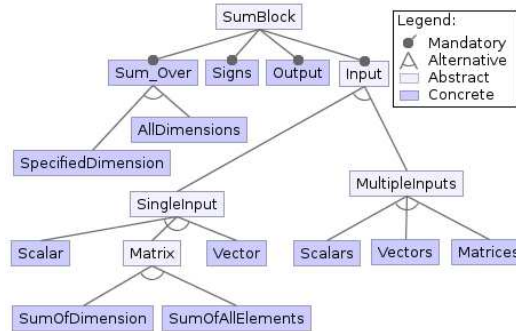 SumBlock
Legend:
Mandatory
Alternative
Abstract
Concrete
Sum_Over
Signs
Output
Input
AllDimensions
SpecifiedDimension
SingleInput
MultipleInputs
Scalar
Matrix
Vector
Scalars
Vectors
Matrices
SumOfDimension
SumOfAllElements